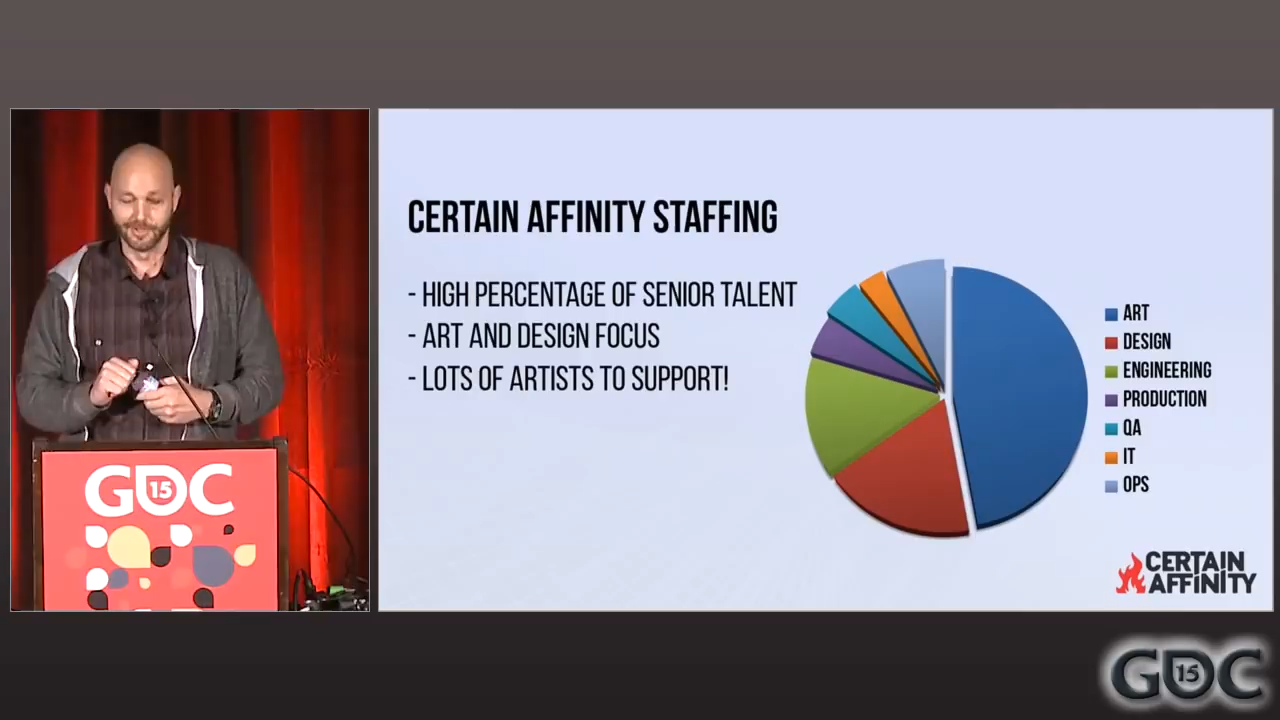 CERTAIN AFFINITY STAFFING
- HIGH PERCENTAGE OF SENIOR TALENT
- ART AND DESIGN FOCUS
- LOTS OF ARTISTS TO SUPPORT!
ART
DESIGN
ENGINEERING
PRODUCTION
QA
IT
OPS
CERTAIN
AFFINITY
GDC
15
GDC
15